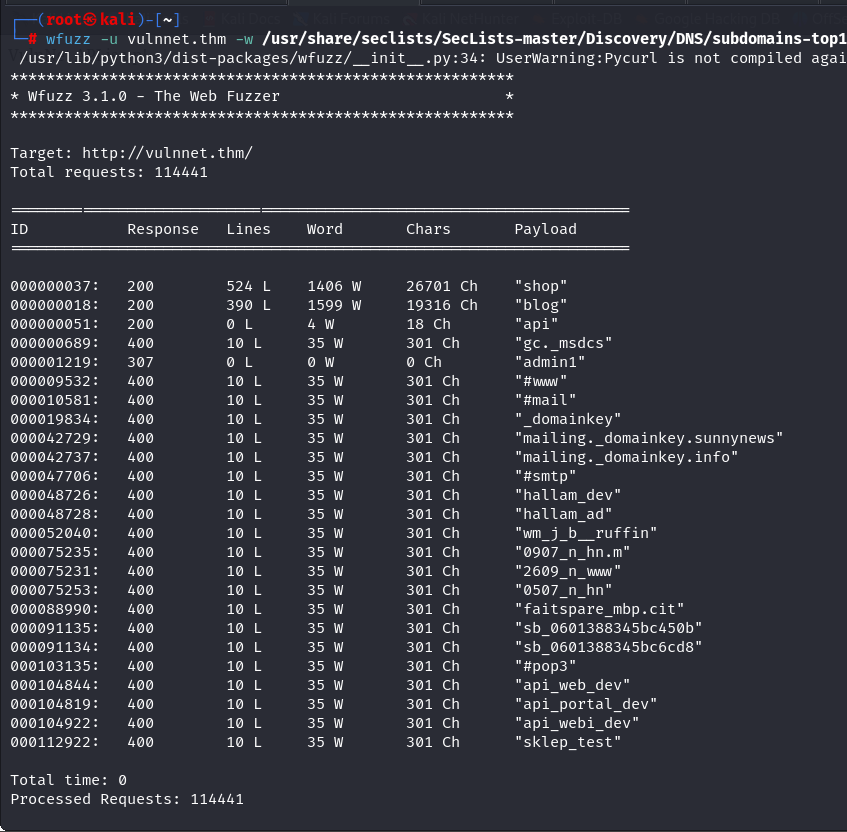 ┌──(root㉿kali)-[~]
└─# wfuzz -u vulnnet.thm -w /usr/share/seclists/SecLists-master/Discovery/DNS/subdomains-top1
/usr/lib/python3/dist-packages/wfuzz/__init__.py:34: UserWarning:Pycurl is not compiled agai
********************************************************
* Wfuzz 3.1.0 - The Web Fuzzer                         *
********************************************************
Target: http://vulnnet.thm/
Total requests: 114441
=====================================================================
ID           Response   Lines    Word       Chars       Payload
=====================================================================
000000037:   200        524 L    1406 W     26701 Ch    "shop"
000000018:   200        390 L    1599 W     19316 Ch    "blog"
000000051:   200        0 L      4 W        18 Ch       "api"
000000689:   400        10 L     35 W       301 Ch      "gc._msdcs"
000001219:   307        0 L      0 W        0 Ch        "admin1"
000009532:   400        10 L     35 W       301 Ch      "#www"
000010581:   400        10 L     35 W       301 Ch      "#mail"
000019834:   400        10 L     35 W       301 Ch      "_domainkey"
000042729:   400        10 L     35 W       301 Ch      "mailing._domainkey.sunnynews"
000042737:   400        10 L     35 W       301 Ch      "mailing._domainkey.info"
000047706:   400        10 L     35 W       301 Ch      "#smtp"
000048726:   400        10 L     35 W       301 Ch      "hallam_dev"
000048728:   400        10 L     35 W       301 Ch      "hallam_ad"
000052040:   400        10 L     35 W       301 Ch      "wm_j_b__ruffin"
000075235:   400        10 L     35 W       301 Ch      "0907_n_hn.m"
000075231:   400        10 L     35 W       301 Ch      "2609_n_www"
000075253:   400        10 L     35 W       301 Ch      "0507_n_hn"
000088990:   400        10 L     35 W       301 Ch      "faitspare_mbp.cit"
000091135:   400        10 L     35 W       301 Ch      "sb_0601388345bc450b"
000091134:   400        10 L     35 W       301 Ch      "sb_0601388345bc6cd8"
000103135:   400        10 L     35 W       301 Ch      "#pop3"
000104844:   400        10 L     35 W       301 Ch      "api_web_dev"
000104819:   400        10 L     35 W       301 Ch      "api_portal_dev"
000104922:   400        10 L     35 W       301 Ch      "api_webi_dev"
000112922:   400        10 L     35 W       301 Ch      "sklep_test"
Total time: 0
Processed Requests: 114441